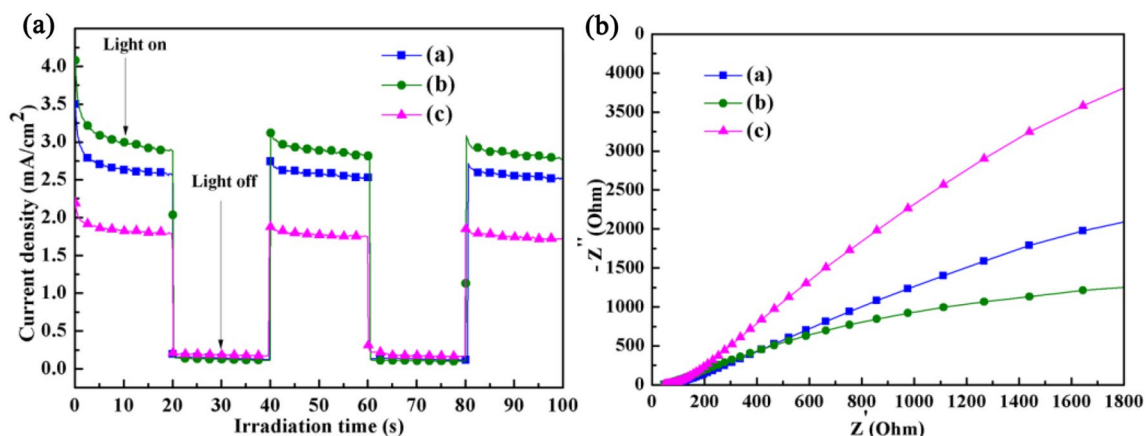 (a)
Light on
(a)
(b)
(c)
Light off
4.0
3.5
3.0
2.5
2.0
1.5
1.0
0.5
0.0
Current density (mA/cm2)
0 10 20 30 40 50 60 70 80 90 100
Irradiation time (s)
(b)
(a)
(b)
(c)
0
4000
3500
3000
2500
2000
1500
1000
500
0
- Z'' (Ohm)
0 200 400 600 800 1000 1200 1400 1600 1800
Z' (Ohm)